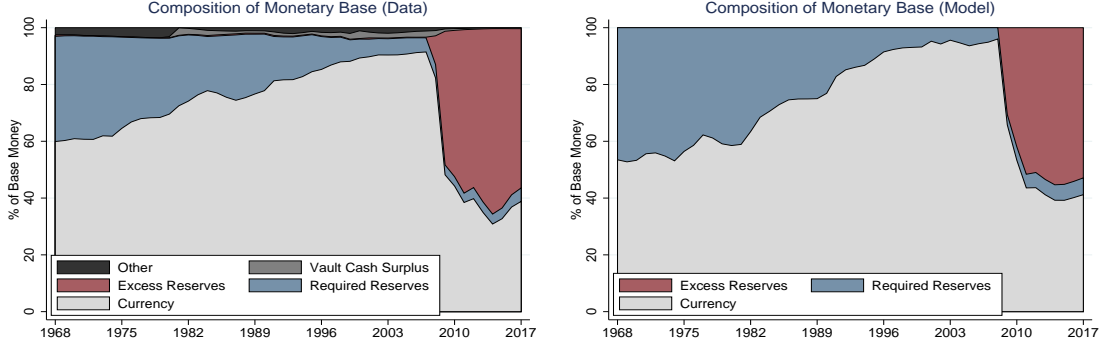 Composition of Monetary Base (Data)
% of Base Money
100
80
60
40
20
0
Other
Vault Cash Surplus
Excess Reserves
Required Reserves
Currency
1968 1975 1982 1989 1996 2003 2010 2017
Composition of Monetary Base (Model)
% of Base Money
100
80
60
40
20
0
Excess Reserves
Required Reserves
Currency
1968 1975 1982 1989 1996 2003 2010 2017